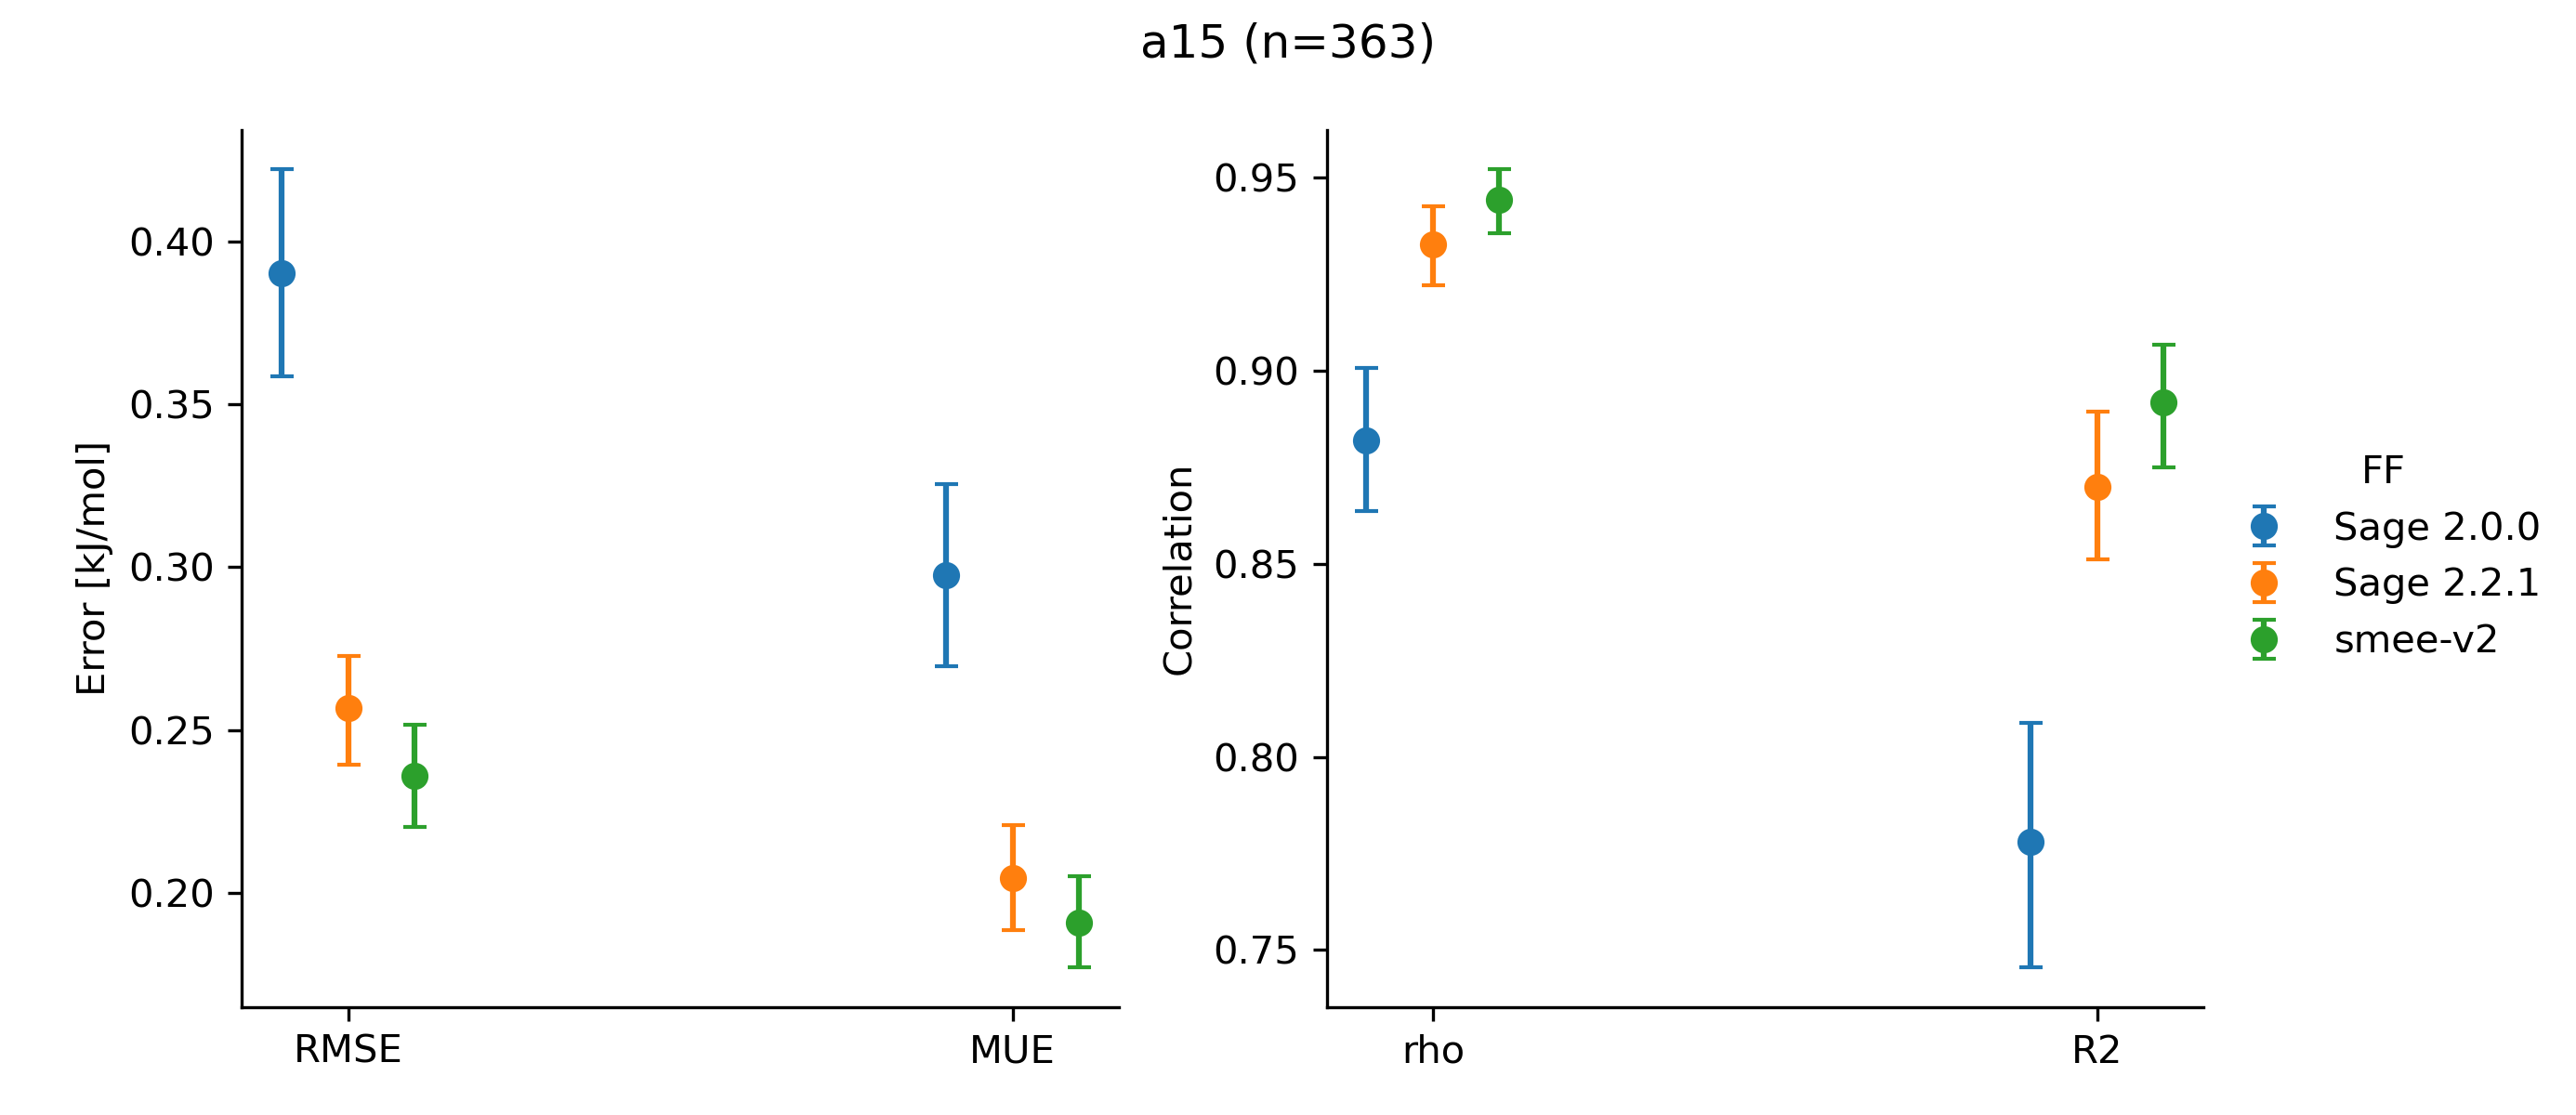 a15 (n=363)
Error [kJ/mol]
0.40
0.35
0.30
0.25
0.20
RMSE
MUE
Correlation
0.95
0.90
0.85
0.80
0.75
rho
R2
FF
Sage 2.0.0
Sage 2.2.1
smee-v2